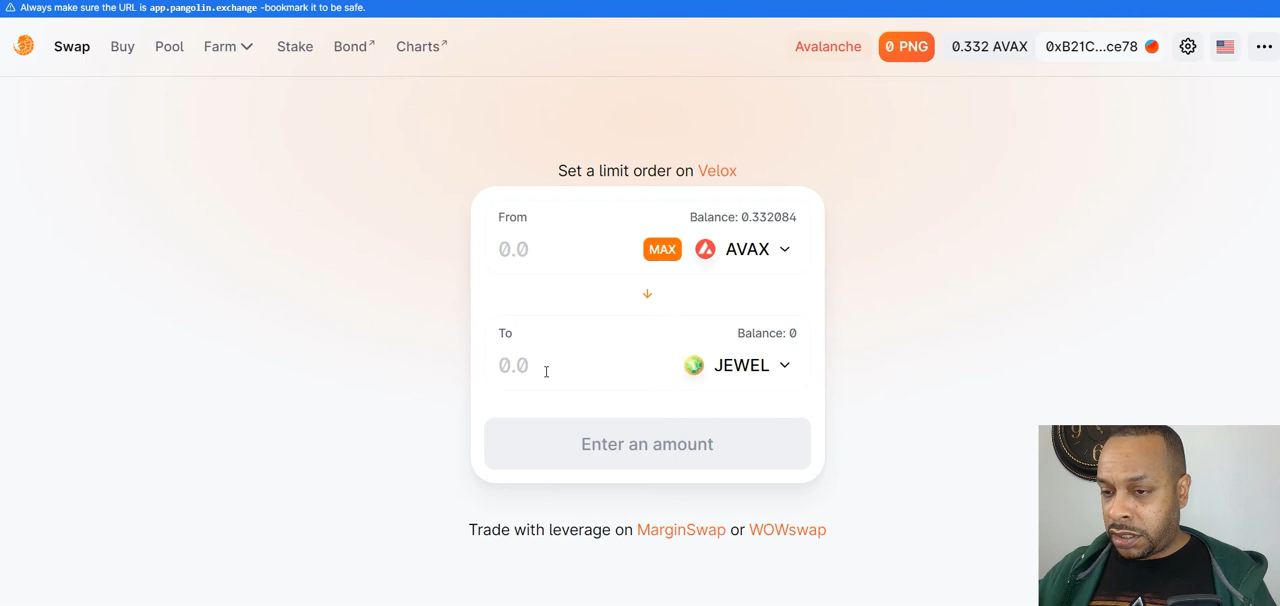 Always make sure the URL is app.pangolin.exchange -bookmark it to be safe.
Swap Buy Pool Farm Stake Bond↗ Charts↗ Avalanche 0 PNG 0.332 AVAX 0xB21C...ce78
Set a limit order on Velox
From Balance: 0.332084
0.0 MAX AVAX
To Balance: 0
0.0 JEWEL
Enter an amount
Trade with leverage on MarginSwap or WOWswap